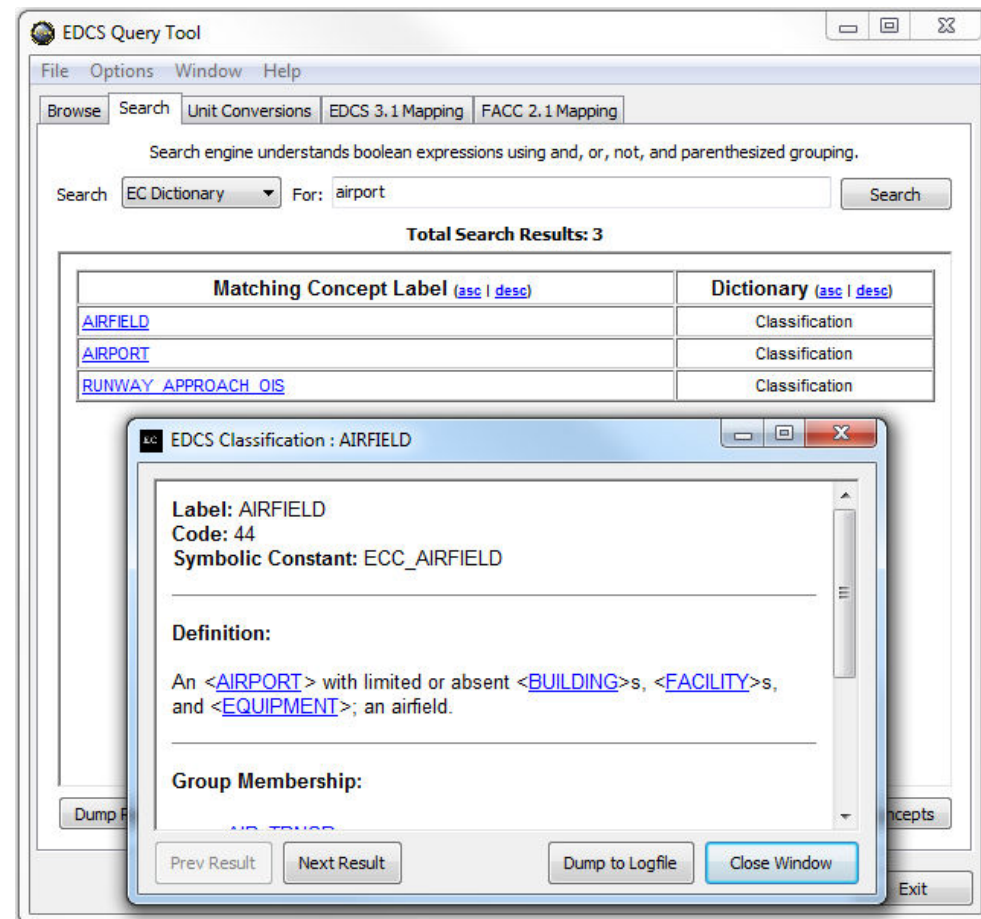 EDCS Query Tool
File Options Window Help
Browse Search Unit Conversions EDCS 3.1 Mapping FACC 2.1 Mapping
Search engine understands boolean expressions using and, or, not, and parenthesized grouping.
Search EC Dictionary For: airport Search
Total Search Results: 3
Matching Concept Label (asc | desc) Dictionary (asc | desc)
AIRFIELD Classification
AIRPORT Classification
RUNWAY_APPROACH_OIS Classification
EC EDCS Classification : AIRFIELD
Label: AIRFIELD
Code: 44
Symbolic Constant: ECC_AIRFIELD
Definition:
An <AIRPORT> with limited or absent <BUILDING>s, <FACILITY>s,
and <EQUIPMENT>; an airfield.
Group Membership:
Dump
Prev Result Next Result Dump to Logfile Close Window
Exit